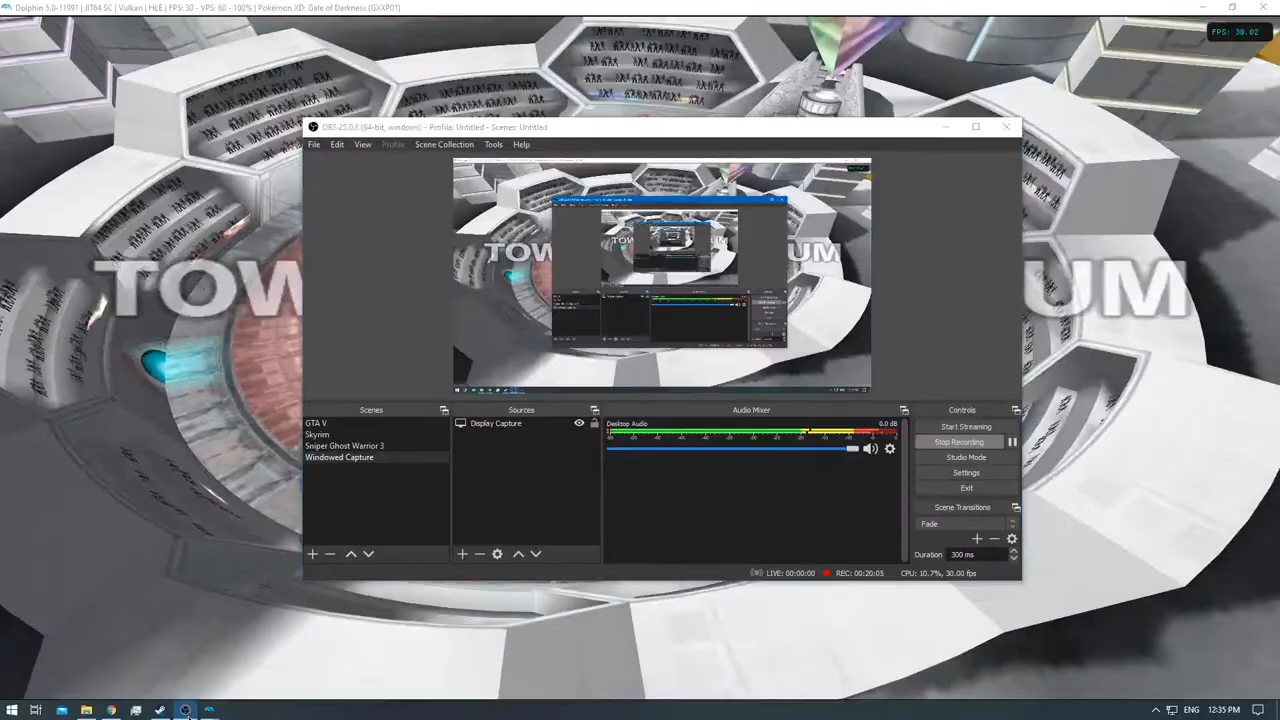 Dolphin 5.0-11991 | JIT64 SC | Vulkan | HLE | FPS: 30 - VPS: 60 - 100% | Pokémon XD: Gale of Darkness (GXXP01)
FPS: 30.02
OBS 25.0.8 (64-bit, windows) - Profile: Untitled - Scenes: Untitled
File Edit View Profile Scene Collection Tools Help
TOW UM
Scenes
GTA V
Skyrim
Sniper Ghost Warrior 3
Windowed Capture
Sources
Display Capture
Audio Mixer
Desktop Audio 0.0 dB
Controls
Start Streaming
Stop Recording
Studio Mode
Settings
Exit
Scene Transitions
Fade
Duration 300 ms
LIVE: 00:00:00 REC: 00:20:05 CPU: 10.7%, 30.00 fps
ENG 12:35 PM